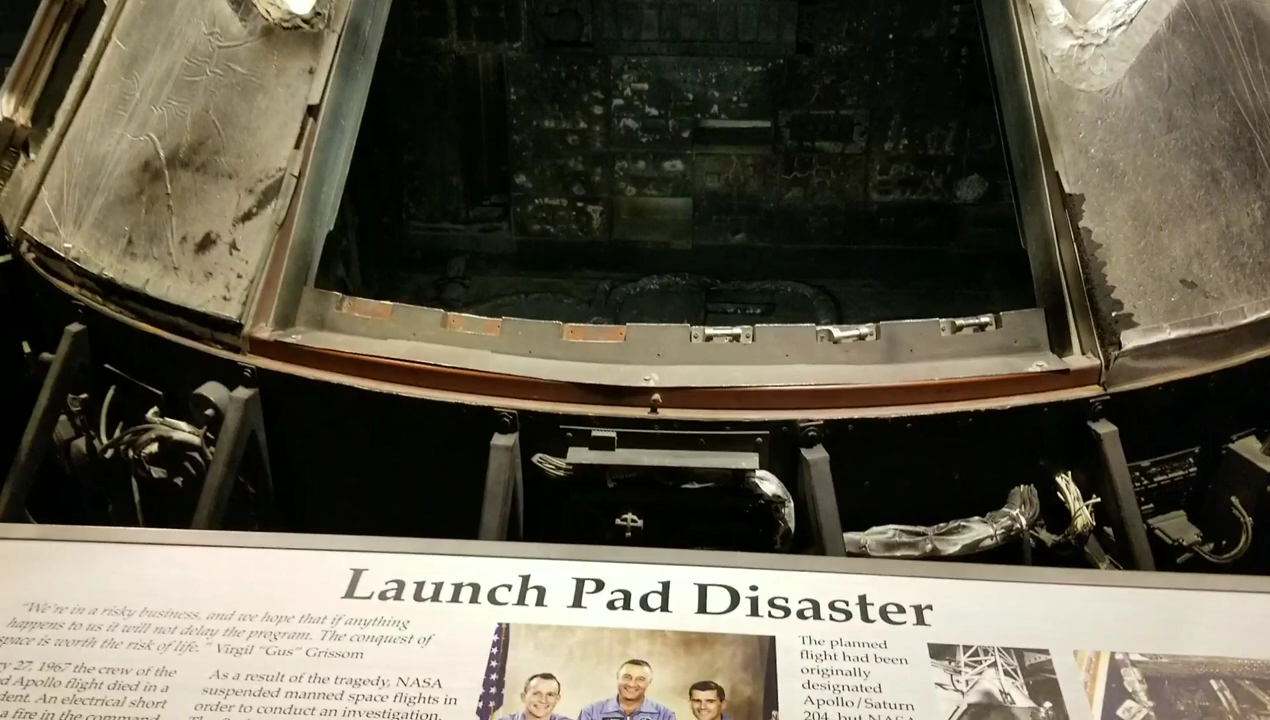 Launch Pad Disaster
"We're in a risky business, and we hope that if anything
happens to us it will not delay the program. The conquest of
space is worth the risk of life." Virgil "Gus" Grissom
27, 1967 the crew of the
Apollo flight died in a
An electrical short
a fire in the command
As a result of the tragedy, NASA
suspended manned space flights in
order to conduct an investigation.
The planned
flight had been
originally
designated
Apollo/Saturn
204, but NASA